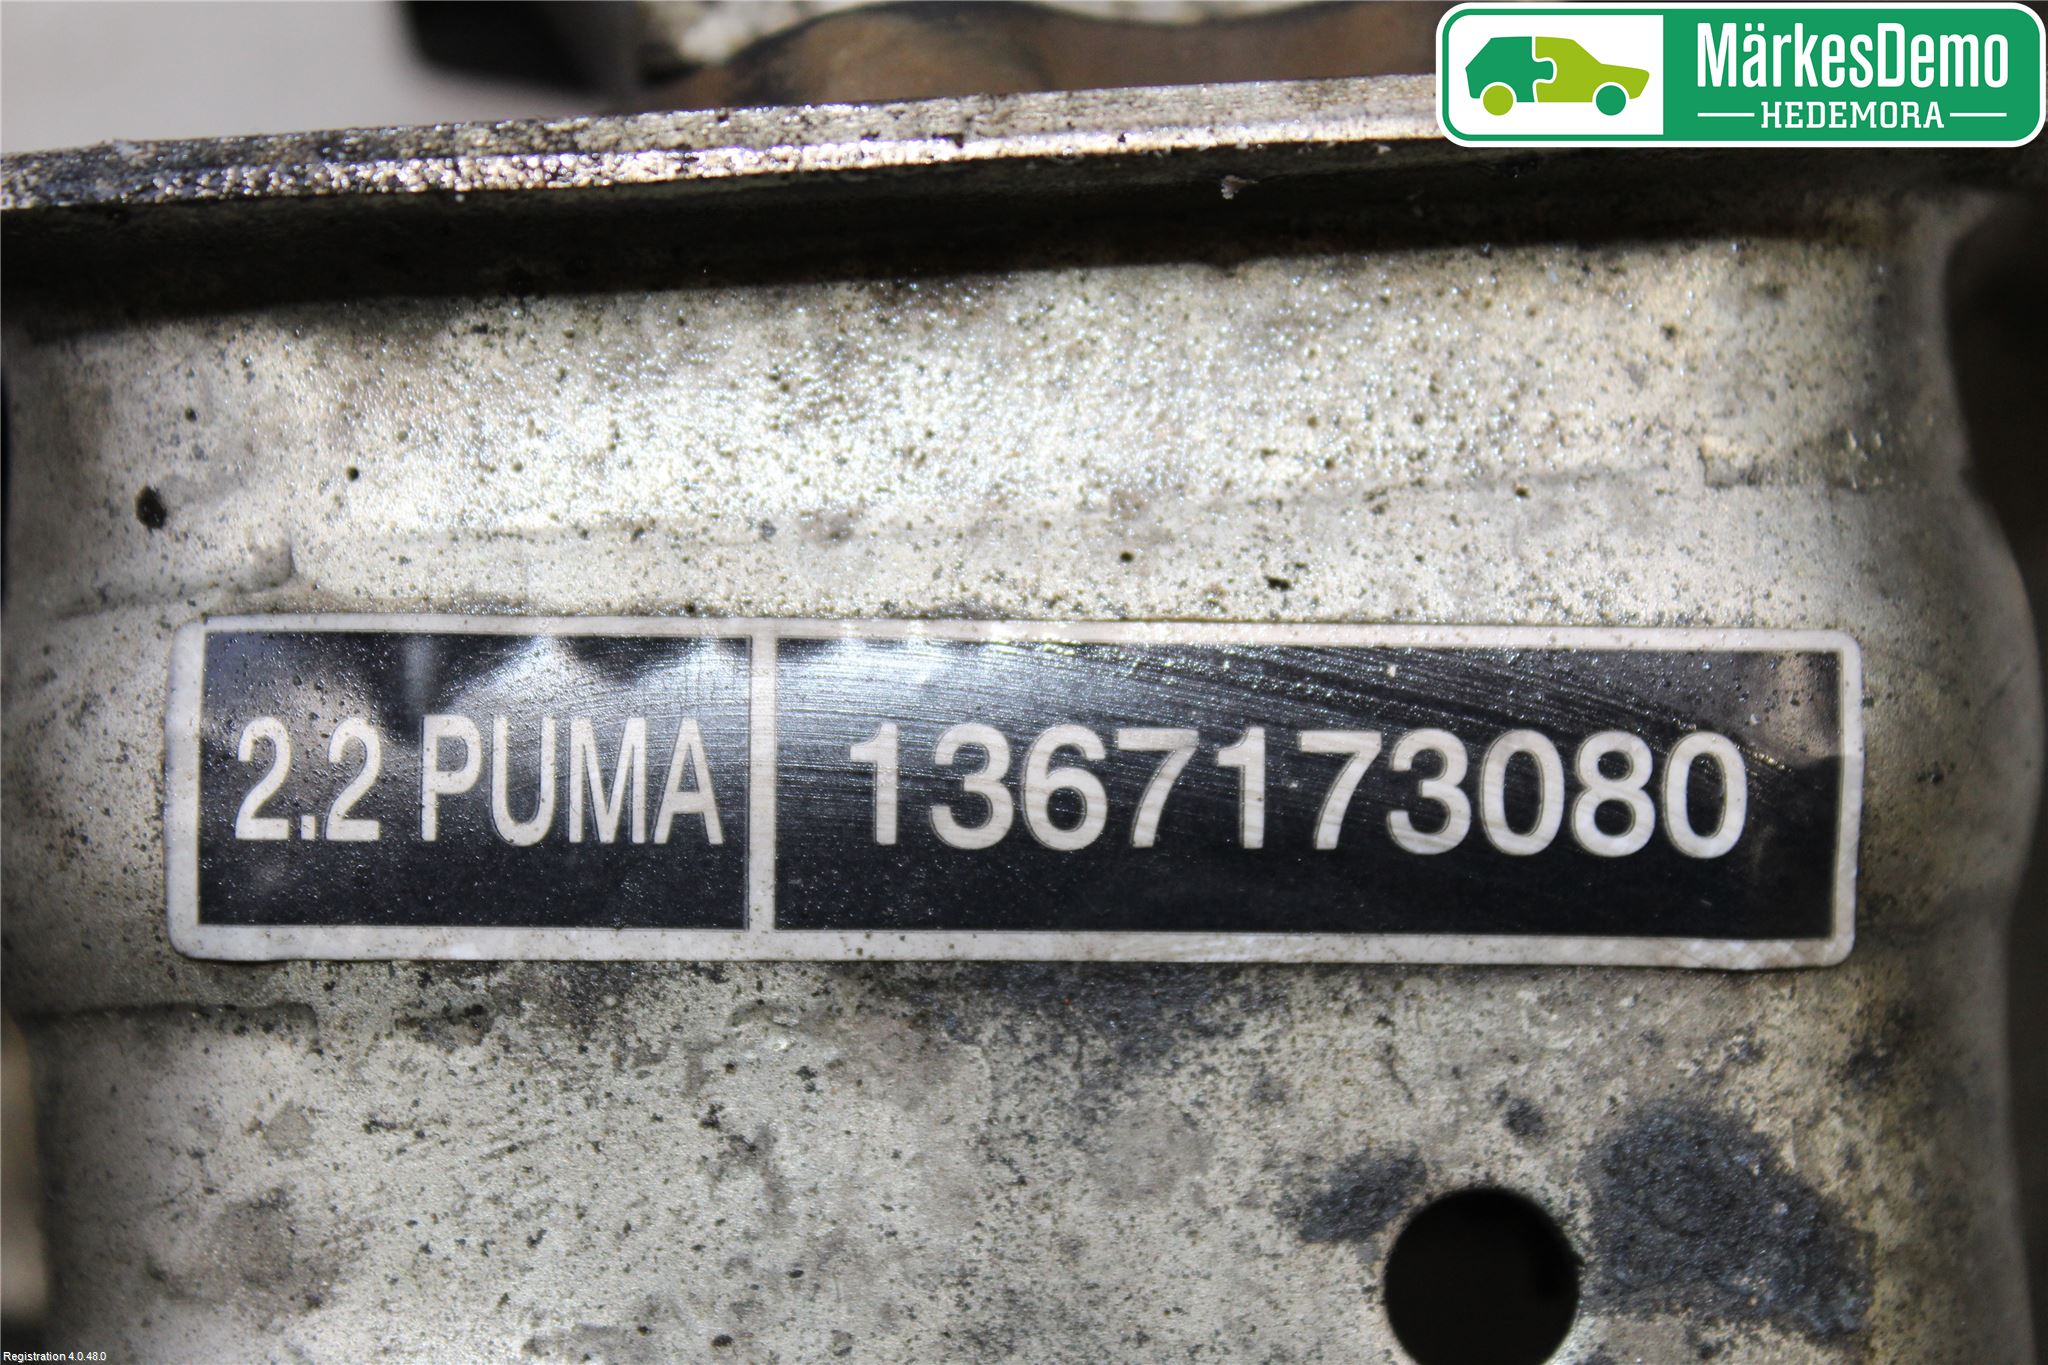 MärkesDemo
HEDEMORA
2.2 PUMA 1367173080
Registration 4.0.48.0